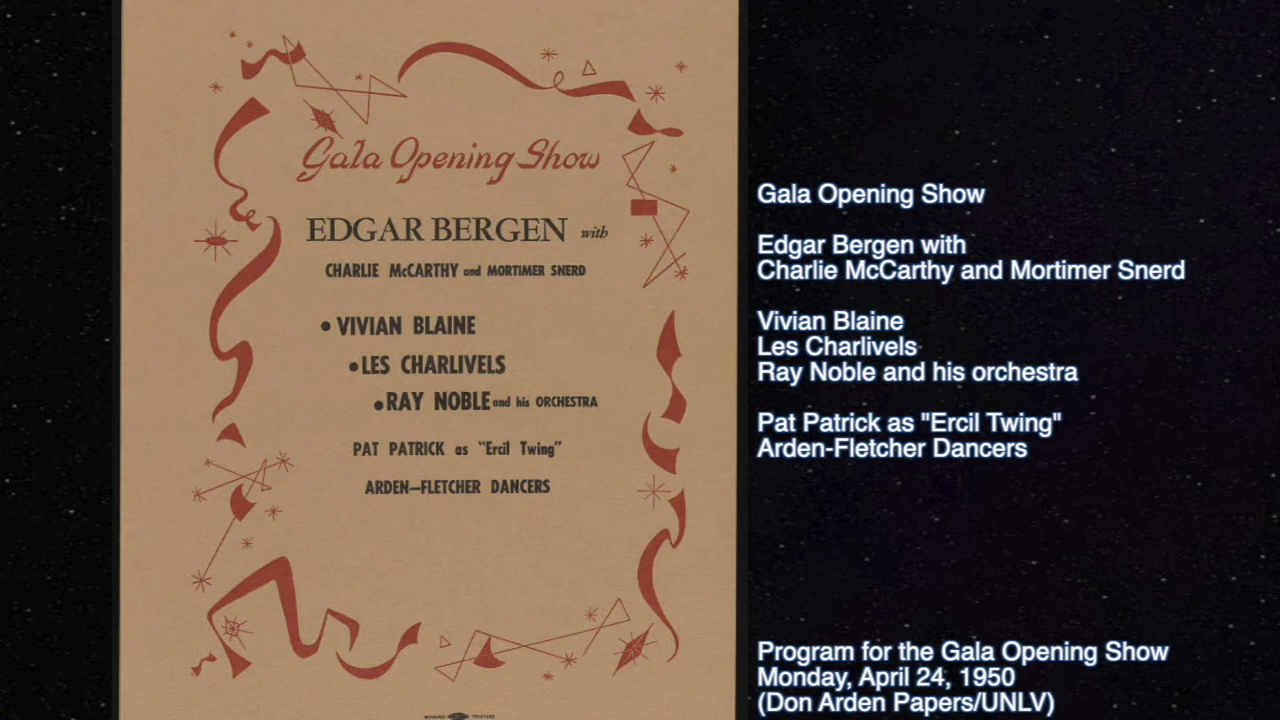 Gala Opening Show
EDGAR BERGEN with
CHARLIE McCARTHY and MORTIMER SNERD
• VIVIAN BLAINE
• LES CHARLIVELS
• RAY NOBLE and his ORCHESTRA
PAT PATRICK as "Ercil Twing"
ARDEN—FLETCHER DANCERS
PRINTERS
Gala Opening Show
Edgar Bergen with
Charlie McCarthy and Mortimer Snerd
Vivian Blaine
Les Charlivels
Ray Noble and his orchestra
Pat Patrick as "Ercil Twing"
Arden-Fletcher Dancers
Program for the Gala Opening Show
Monday, April 24, 1950
(Don Arden Papers/UNLV)